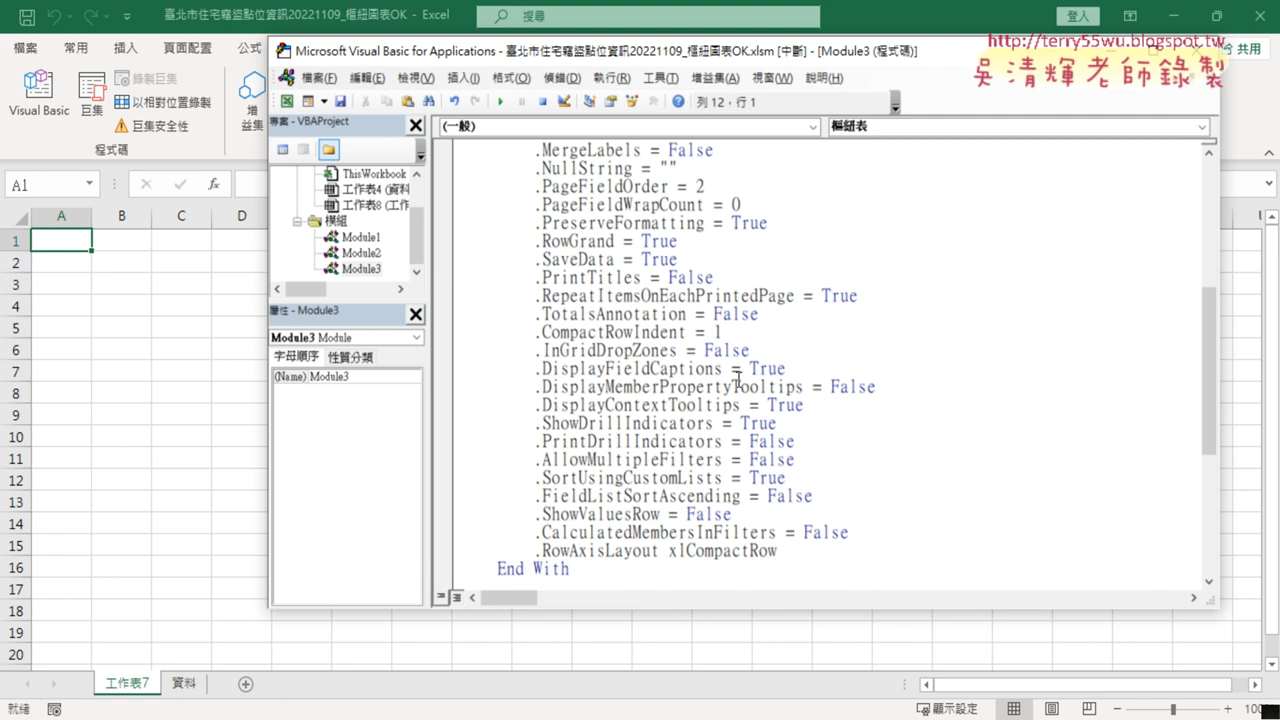 臺北市住宅竊盜點位資訊20221109_樞紐圖表OK - Excel
搜尋
登入
檔案
常用
插入
頁面配置
公式
共用
http://terry55wu.blogspot.tw
吳清輝老師錄製
Visual Basic
巨集
錄製巨集
以相對位置錄製
巨集安全性
增益集
程式碼
A1
fx
Microsoft Visual Basic for Applications - 臺北市住宅竊盜點位資訊20221109_樞紐圖表OK.xlsm [中斷] - [Module3 (程式碼)]
檔案(F) 編輯(E) 檢視(V) 插入(I) 格式(O) 偵錯(D) 執行(R) 工具(T) 增益集(A) 視窗(W) 說明(H)
列 12，行 1
專案 - VBAProject
(一般)
樞紐表
ThisWorkbook
工作表4 (資料
工作表8 (工作
模組
Module1
Module2
Module3
屬性 - Module3
Module3 Module
字母順序 性質分類
(Name) Module3
.MergeLabels = False
.NullString = ""
.PageFieldOrder = 2
.PageFieldWrapCount = 0
.PreserveFormatting = True
.RowGrand = True
.SaveData = True
.PrintTitles = False
.RepeatItemsOnEachPrintedPage = True
.TotalsAnnotation = False
.CompactRowIndent = 1
.InGridDropZones = False
.DisplayFieldCaptions = True
.DisplayMemberPropertyTooltips = False
.DisplayContextTooltips = True
.ShowDrillIndicators = True
.PrintDrillIndicators = False
.AllowMultipleFilters = False
.SortUsingCustomLists = True
.FieldListSortAscending = False
.ShowValuesRow = False
.CalculatedMembersInFilters = False
.RowAxisLayout xlCompactRow
End With
A B C D
1
2
3
4
5
6
7
8
9
10
11
12
13
14
15
16
17
18
19
20
工作表7 資料
就緒
顯示設定